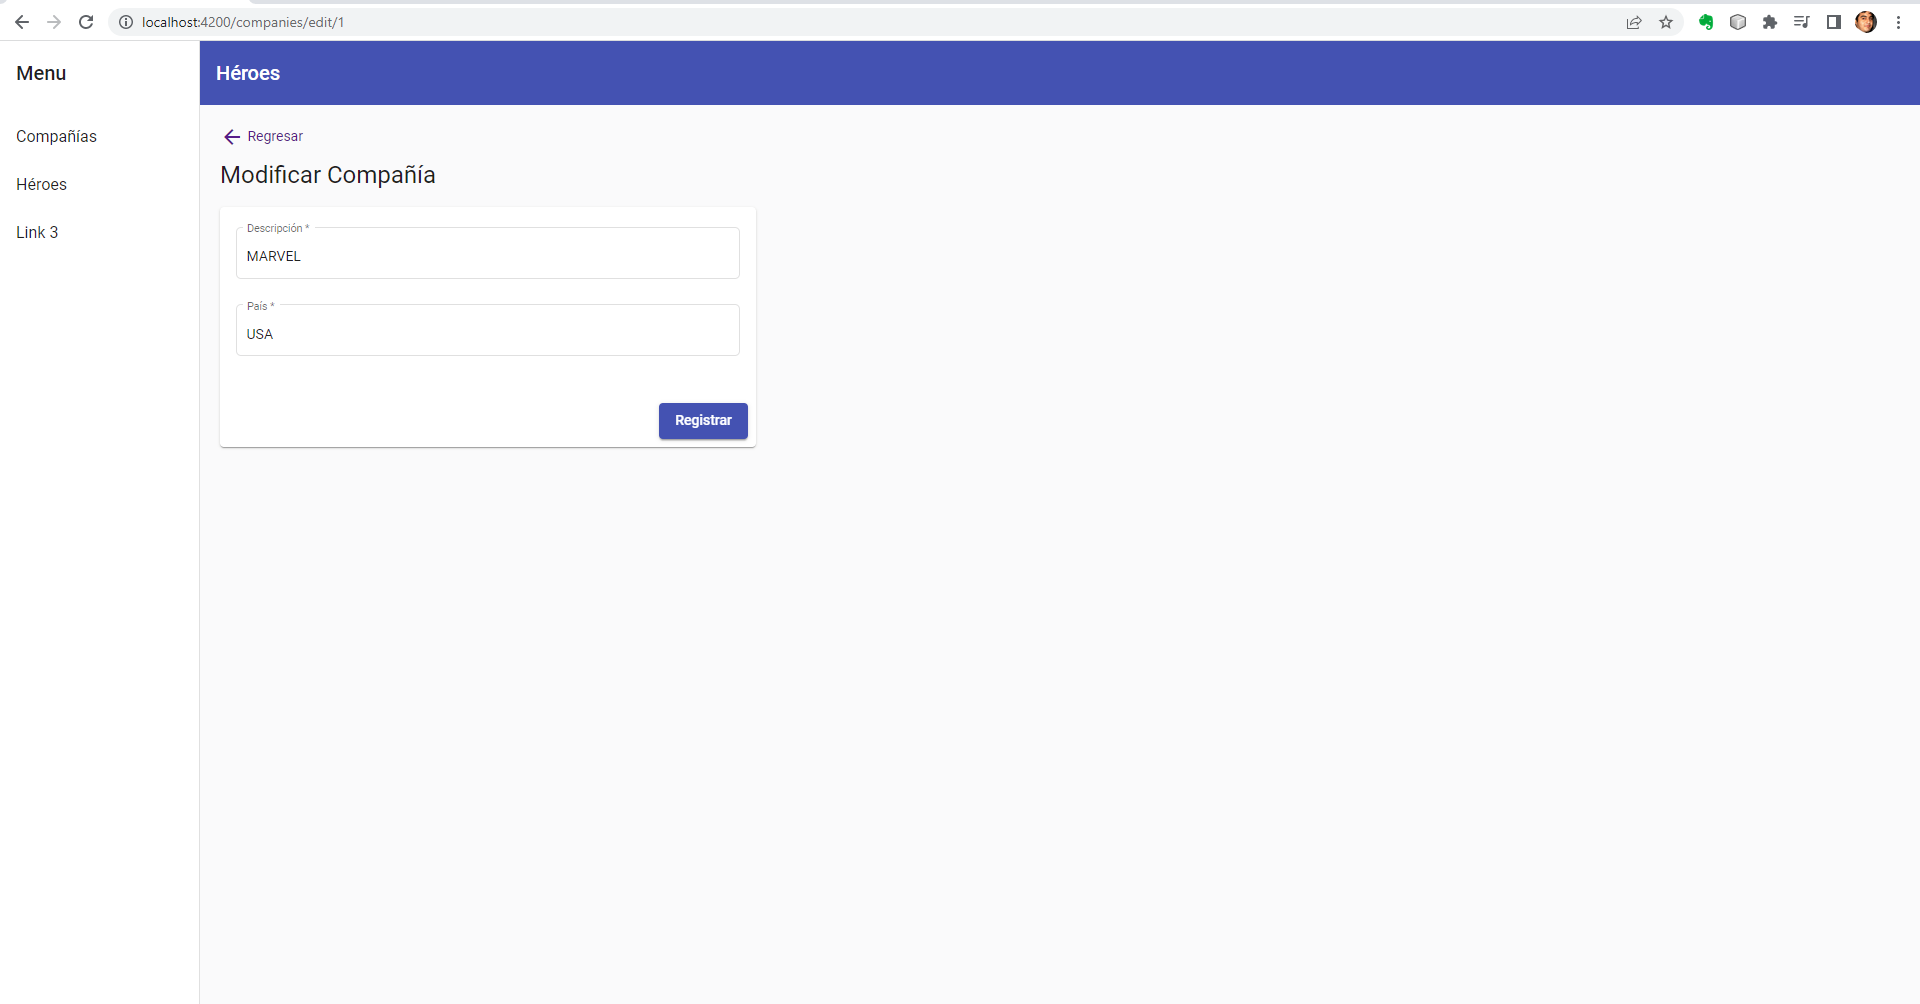 localhost:4200/companies/edit/1
Menu
Héroes
Compañías
Héroes
Link 3
Regresar
Modificar Compañía
Descripción *
MARVEL
País *
USA
Registrar